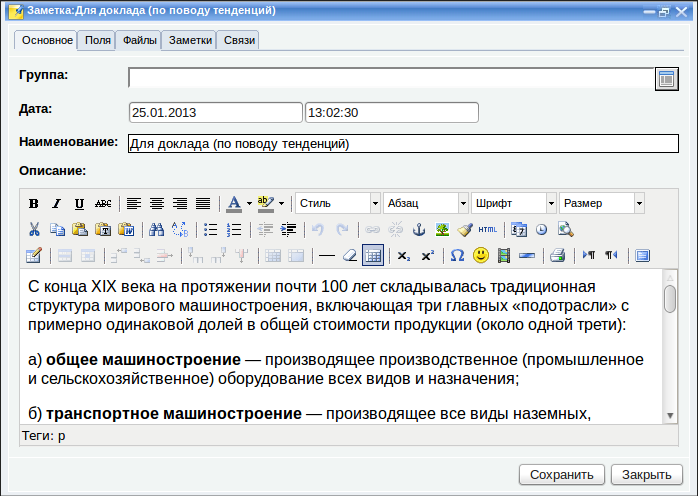 Заметка:Для доклада (по поводу тенденций)
Основное Поля Файлы Заметки Связи
Группа:
Дата: 25.01.2013 13:02:30
Наименование: Для доклада (по поводу тенденций)
Описание:
B I U ABC A ab Стиль Абзац Шрифт Размер
HTML
С конца XIX века на протяжении почти 100 лет складывалась традиционная
структура мирового машиностроения, включающая три главных «подотрасли» с
примерно одинаковой долей в общей стоимости продукции (около одной трети):
а) общее машиностроение — производящее производственное (промышленное
и сельскохозяйственное) оборудование всех видов и назначения;
б) транспортное машиностроение — производящее все виды наземных,
Теги: p
Сохранить Закрыть